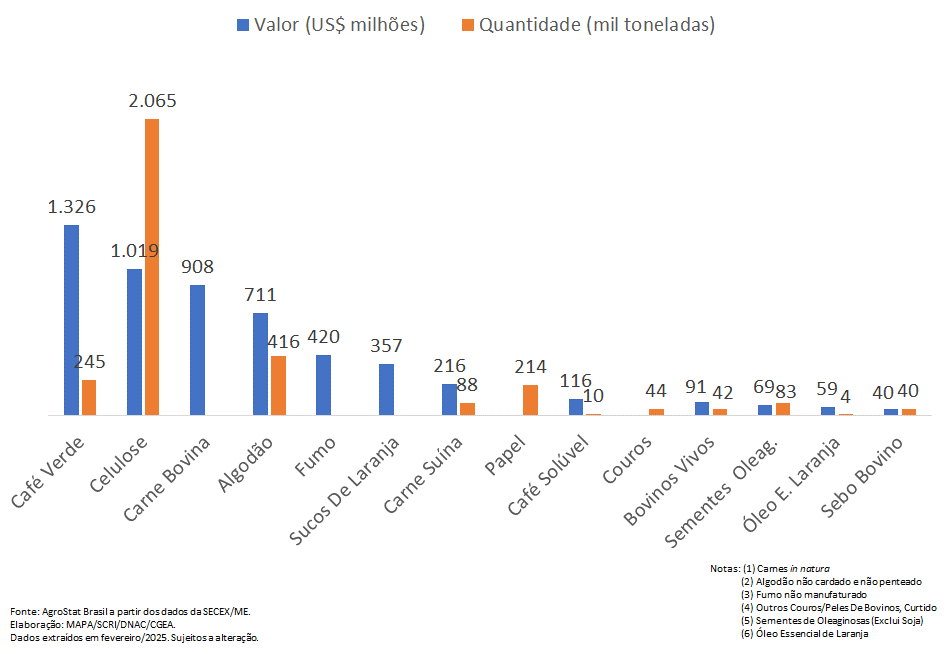 Valor (US$ milhões) Quantidade (mil toneladas)
2.065
1.326
1.019
908
711
416
420
357
245
216
88
214
116
10
44
91
42
69
83
59
4
40
40
Café Verde
Celulose
Carne Bovina
Algodão
Fumo
Sucos De Laranja
Carne Suína
Papel
Café Solúvel
Couros
Bovinos Vivos
Sementes Oleag.
Óleo E. Laranja
Sebo Bovino
Notas: (1) Carnes in natura
(2) Algodão não cardado e não penteado
(3) Fumo não manufaturado
(4) Outros Couros/Peles De Bovinos, Curtido
(5) Sementes de Oleaginosas (Exclui Soja)
(6) Óleo Essencial de Laranja
Fonte: AgroStat Brasil a partir dos dados da SECEX/ME.
Elaboração: MAPA/SCRI/DNAC/CGEA.
Dados extraídos em fevereiro/2025. Sujeitos a alteração.